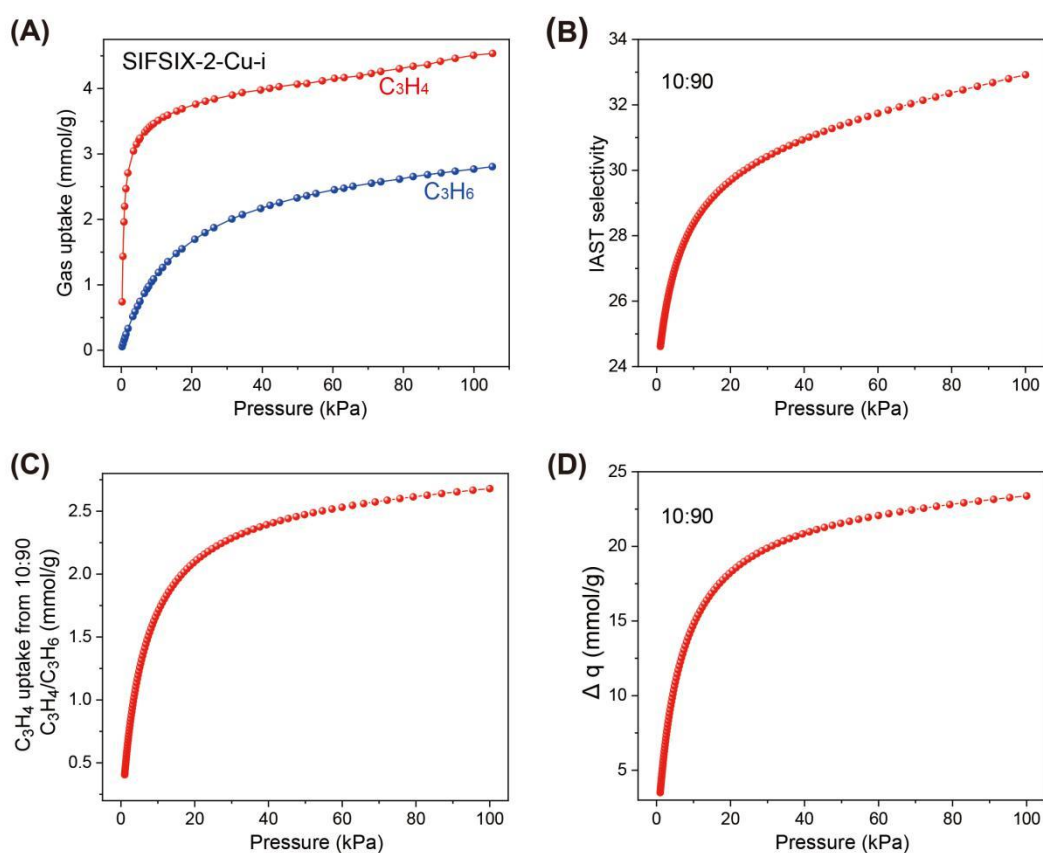 (A)
SIFSIX-2-Cu-i
C₃H₄
C₃H₆
Gas uptake (mmol/g)
4
3
2
1
0
0 20 40 60 80 100
Pressure (kPa)
(B)
10:90
IAST selectivity
34
32
30
28
26
24
0 20 40 60 80 100
Pressure (kPa)
(C)
C₃H₄ uptake from 10:90
C₃H₄/C₃H₆ (mmol/g)
2.5
2.0
1.5
1.0
0.5
0 20 40 60 80 100
Pressure (kPa)
(D)
10:90
Δ q (mmol/g)
25
20
15
10
5
0 20 40 60 80 100
Pressure (kPa)